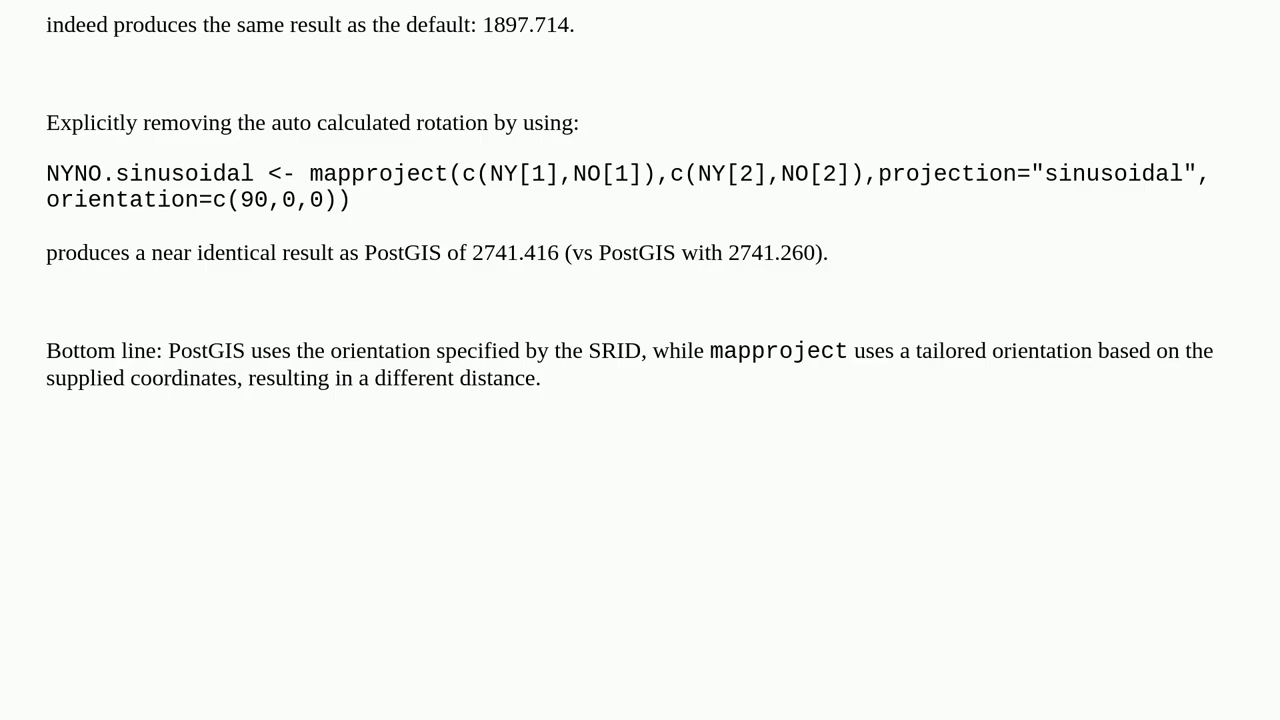 indeed produces the same result as the default: 1897.714.
Explicitly removing the auto calculated rotation by using:
NYNO.sinusoidal <- mapproject(c(NY[1],NO[1]),c(NY[2],NO[2]),projection="sinusoidal",
orientation=c(90,0,0))
produces a near identical result as PostGIS of 2741.416 (vs PostGIS with 2741.260).
Bottom line: PostGIS uses the orientation specified by the SRID, while mapproject uses a tailored orientation based on the
supplied coordinates, resulting in a different distance.